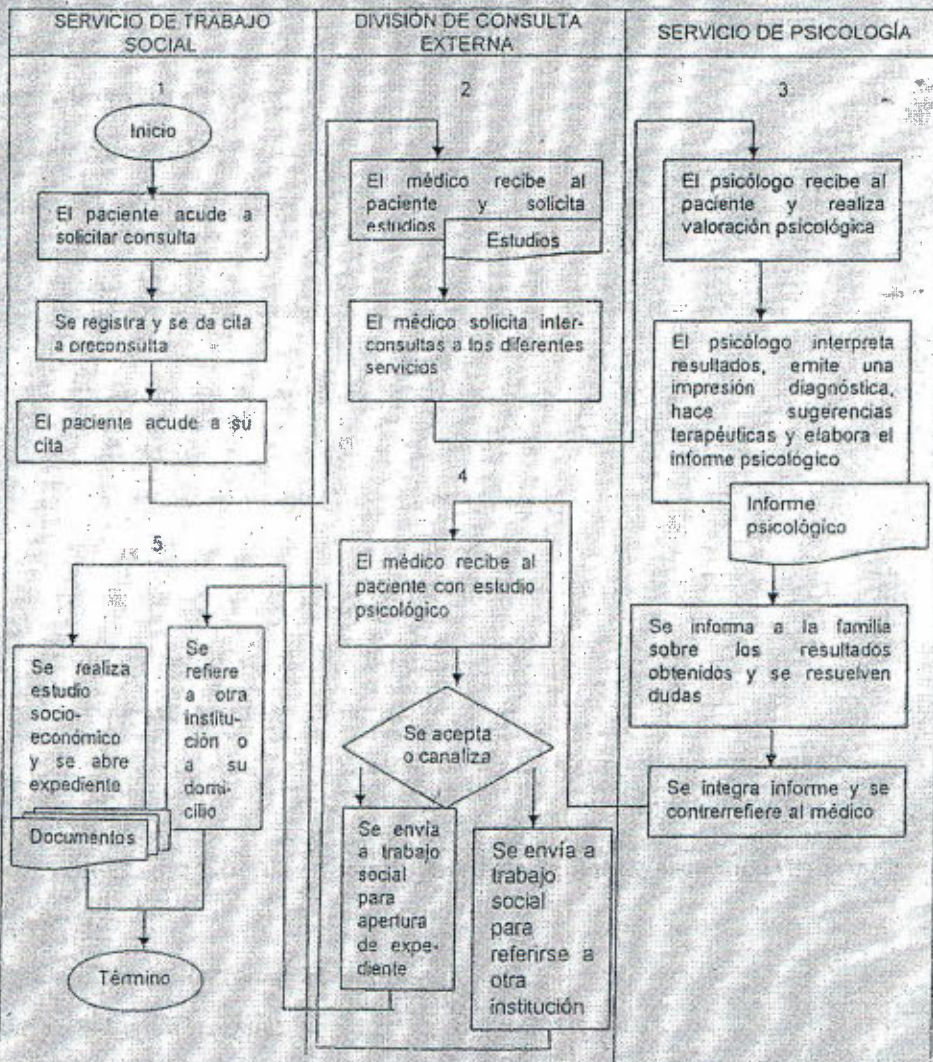 SERVICIO DE TRABAJO
SOCIAL
DIVISIÓN DE CONSULTA
EXTERNA
SERVICIO DE PSICOLOGÍA
1
Inicio
El paciente acude a
solicitar consulta
Se registra y se da cita
a preconsulta
El paciente acude a su
cita
2
El médico recibe al
paciente y solicita
estudios
Estudios
El médico solicita inter-
consultas a los diferentes
servicios
3
El psicólogo recibe al
paciente y realiza
valoración psicológica
El psicólogo interpreta
resultados, emite una
impresión diagnóstica,
hace sugerencias
terapéuticas y elabora el
informe psicológico
Informe
psicológico
Se informa a la familia
sobre los resultados
obtenidos y se resuelven
dudas
Se integra informe y se
contrerrefiere al médico
4
El médico recibe al
paciente con estudio
psicológico
Se acepta
o canaliza
Se envía
a trabajo
social
para
apertura
de expe-
diente
Se envía a
trabajo
social
para
referirse a
otra
institución
5
Se realiza
estudio
socio-
económico
y se abre
expediente
Documentos
Se
refiere
a otra
institu-
ción o
a su
domi-
cilio
Término